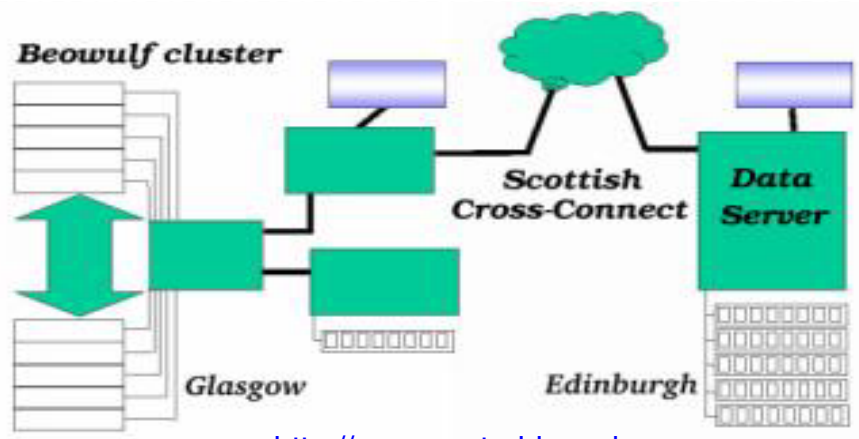 Beowulf cluster
Scottish
Cross-Connect
Data
Server
Glasgow
Edinburgh